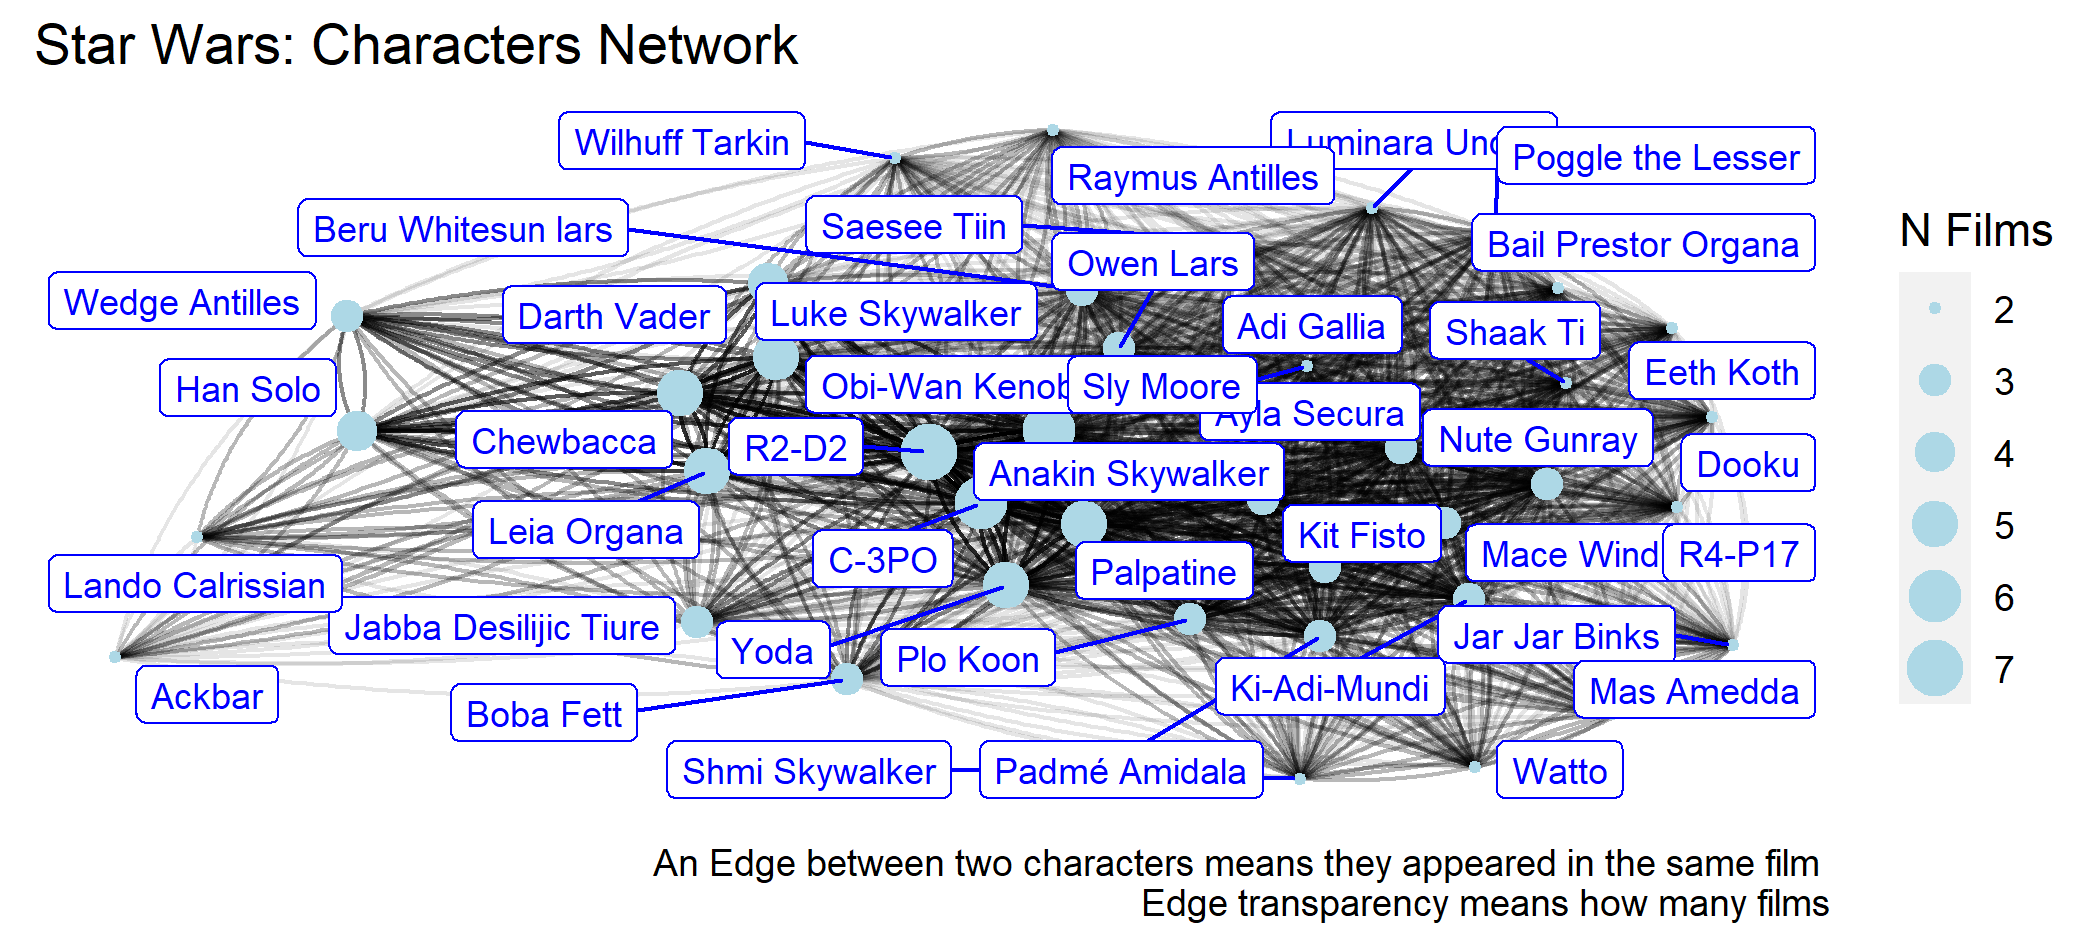 Star Wars: Characters Network
Wilhuff Tarkin
Luminara Un
Poggle the Lesser
Raymus Antilles
Beru Whitesun lars
Saesee Tiin
Bail Prestor Organa
N Films
Owen Lars
Wedge Antilles
Darth Vader
Luke Skywalker
Adi Gallia
Shaak Ti
2
Han Solo
Obi-Wan Kenob
Sly Moore
Eeth Koth
3
Chewbacca
R2-D2
Ayla Secura
Nute Gunray
4
Anakin Skywalker
Dooku
Leia Organa
C-3PO
Kit Fisto
Mace Wind
R4-P17
5
Lando Calrissian
Palpatine
6
Jabba Desilijic Tiure
Yoda
Plo Koon
Jar Jar Binks
7
Ackbar
Boba Fett
Ki-Adi-Mundi
Mas Amedda
Shmi Skywalker
Padmé Amidala
Watto
An Edge between two characters means they appeared in the same film
Edge transparency means how many films